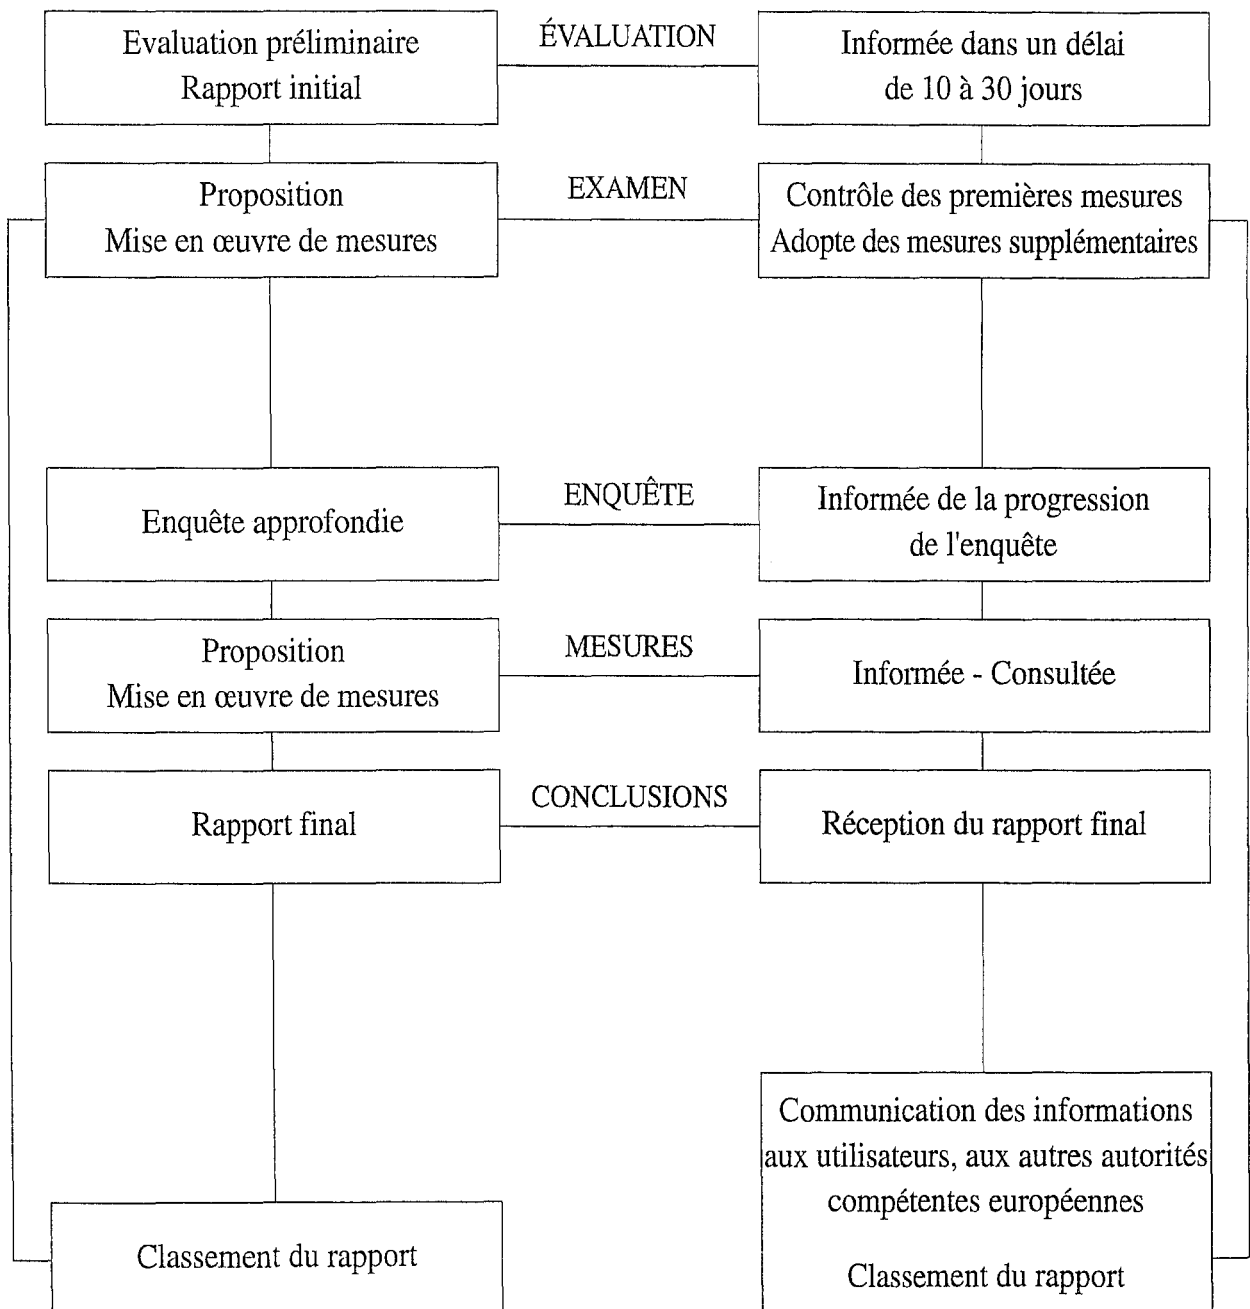 Evaluation préliminaire
Rapport initial
ÉVALUATION
Informée dans un délai
de 10 à 30 jours
Proposition
Mise en œuvre de mesures
EXAMEN
Contrôle des premières mesures
Adopte des mesures supplémentaires
Enquête approfondie
ENQUÊTE
Informée de la progression
de l'enquête
Proposition
Mise en œuvre de mesures
MESURES
Informée - Consultée
Rapport final
CONCLUSIONS
Réception du rapport final
Classement du rapport
Communication des informations
aux utilisateurs, aux autres autorités
compétentes européennes
Classement du rapport